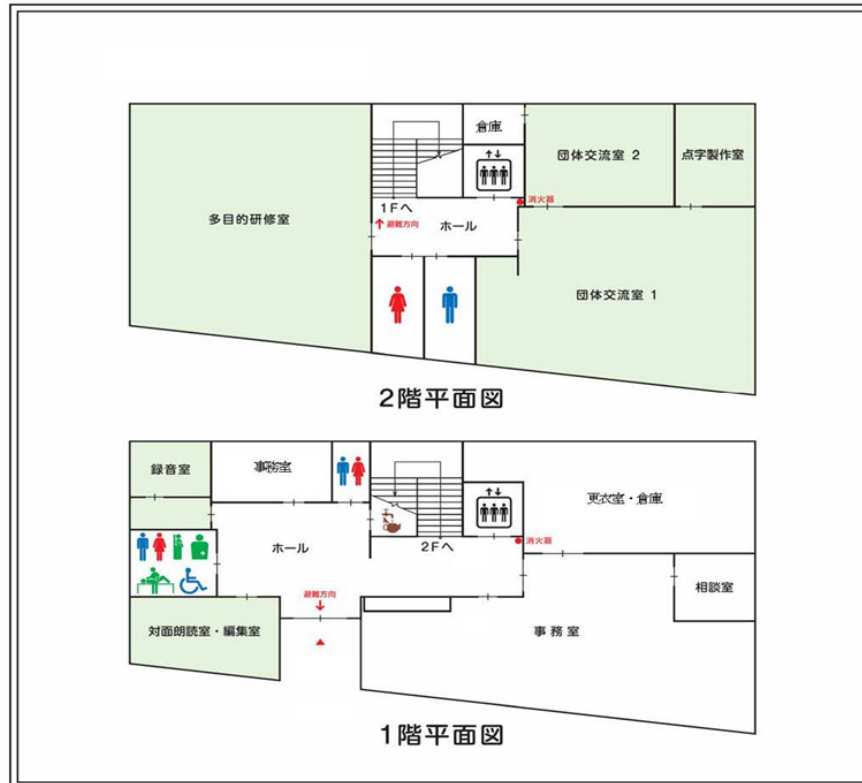 倉庫
団体交流室 2
点字製作室
消火器
1Fへ
多目的研修室
避難方向
ホール
団体交流室 1
2階平面図
録音室
事務室
更衣室・倉庫
ホール
2Fへ
消火器
相談室
避難方向
対面朗読室・編集室
事務室
1階平面図